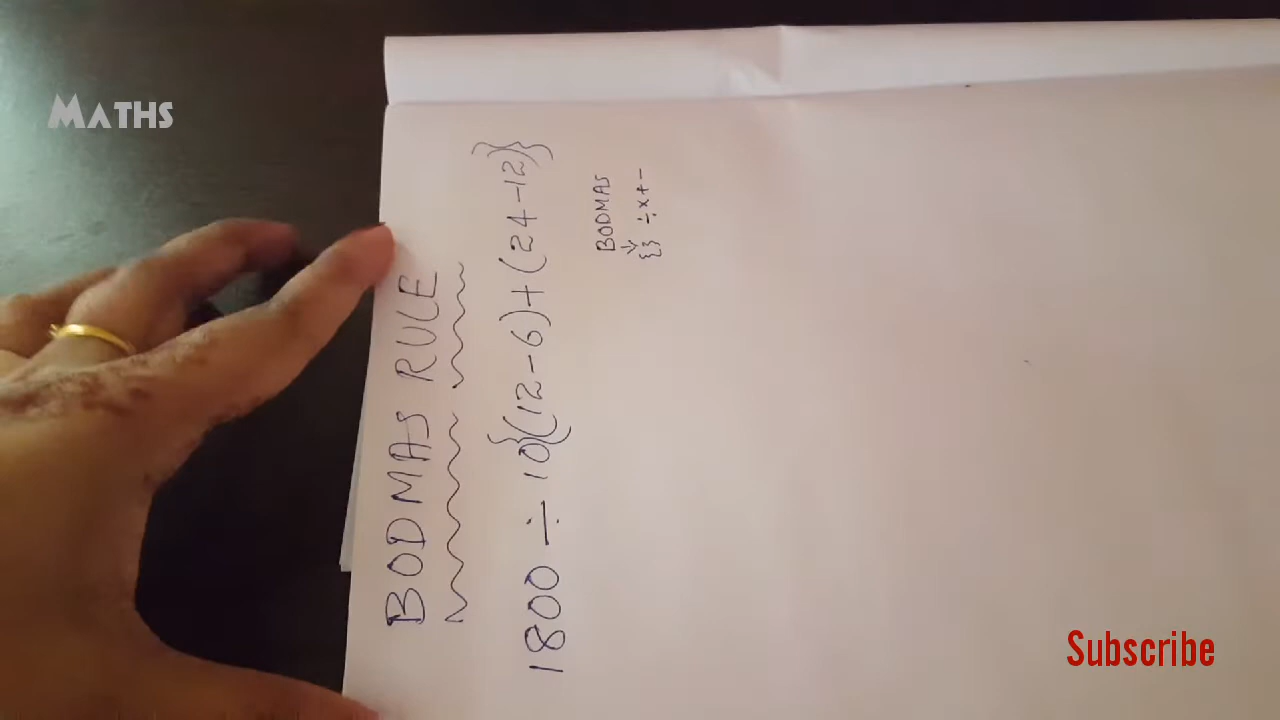 MATHS
BODMAS RULE
1800 ÷ 10{(12-6)+(24-12)}
BODMAS
↓
{} ÷ x + -
Subscribe